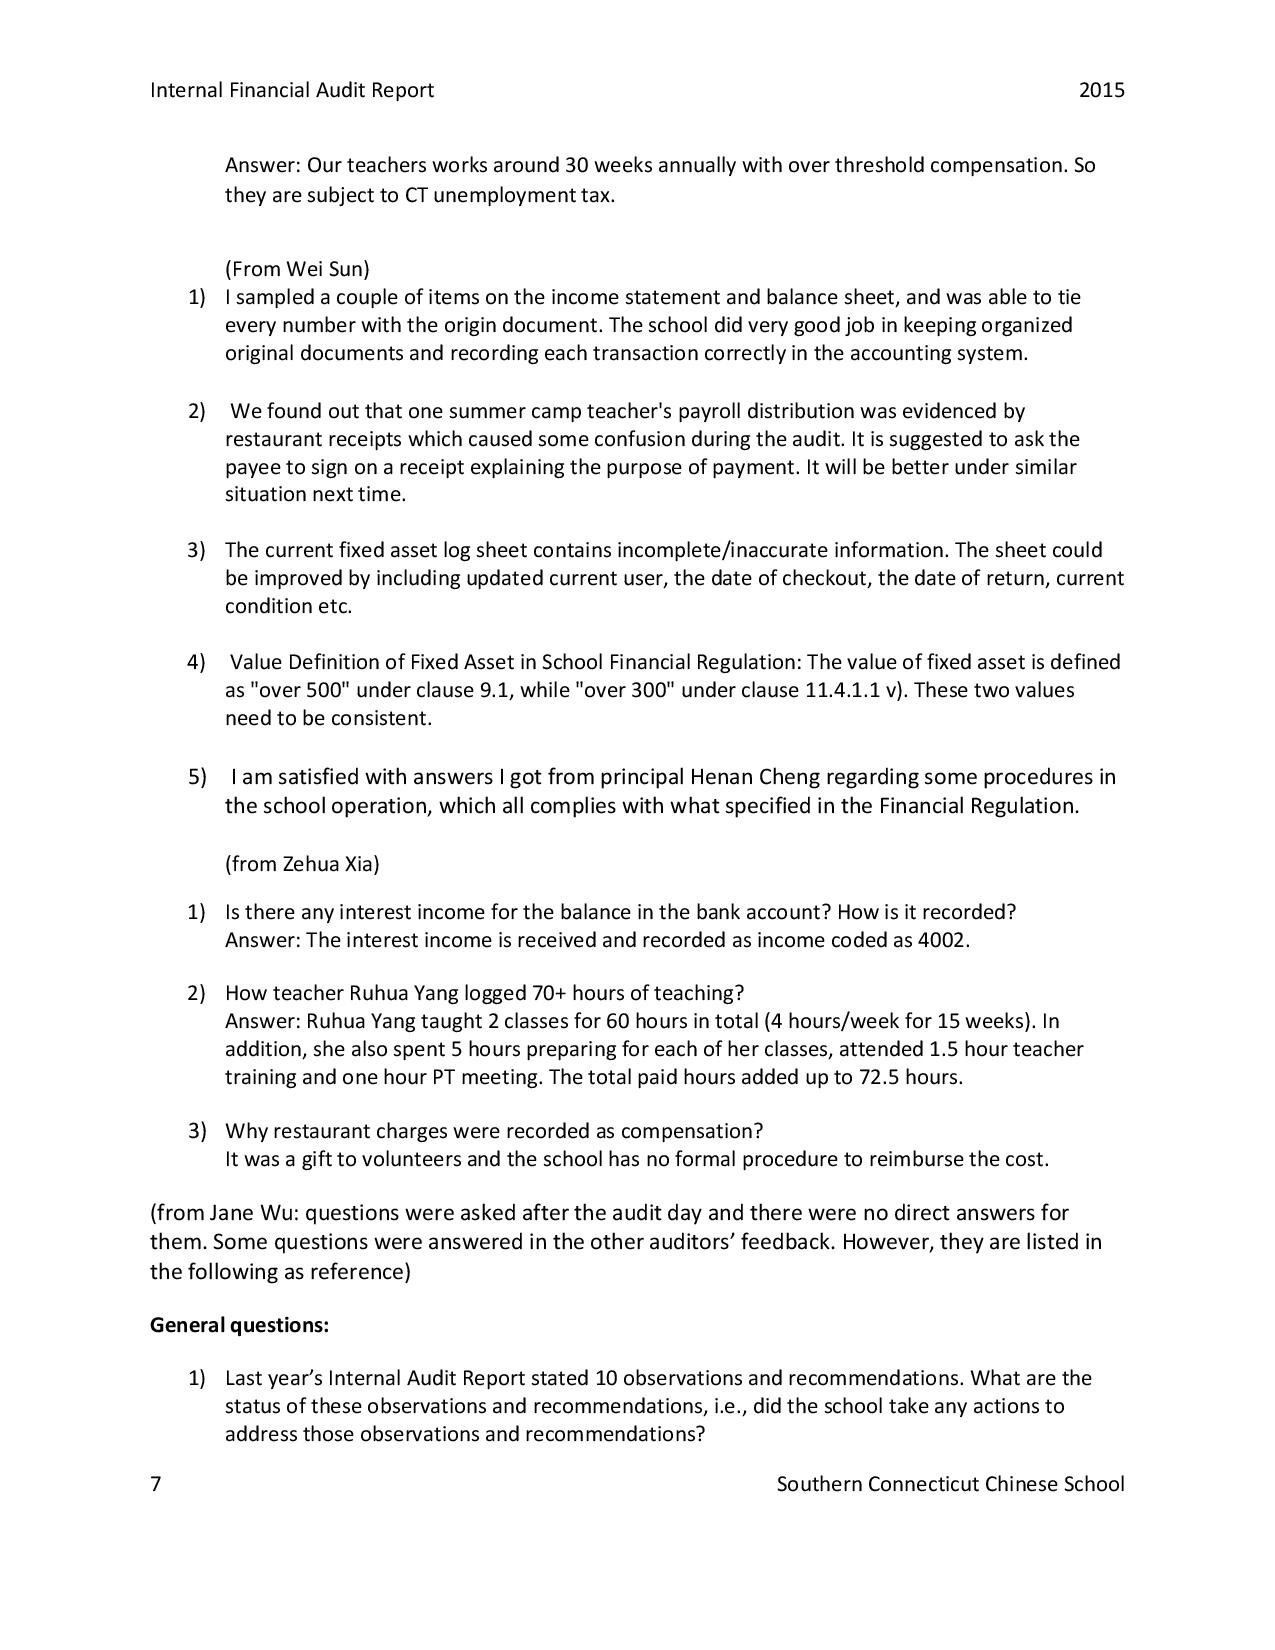 Internal Financial Audit Report 2015
Answer: Our teachers works around 30 weeks annually with over threshold compensation. So
they are subject to CT unemployment tax.
(From Wei Sun)
1) I sampled a couple of items on the income statement and balance sheet, and was able to tie
every number with the origin document. The school did very good job in keeping organized
original documents and recording each transaction correctly in the accounting system.
2) We found out that one summer camp teacher's payroll distribution was evidenced by
restaurant receipts which caused some confusion during the audit. It is suggested to ask the
payee to sign on a receipt explaining the purpose of payment. It will be better under similar
situation next time.
3) The current fixed asset log sheet contains incomplete/inaccurate information. The sheet could
be improved by including updated current user, the date of checkout, the date of return, current
condition etc.
4) Value Definition of Fixed Asset in School Financial Regulation: The value of fixed asset is defined
as "over 500" under clause 9.1, while "over 300" under clause 11.4.1.1 v). These two values
need to be consistent.
5) I am satisfied with answers I got from principal Henan Cheng regarding some procedures in
the school operation, which all complies with what specified in the Financial Regulation.
(from Zehua Xia)
1) Is there any interest income for the balance in the bank account? How is it recorded?
Answer: The interest income is received and recorded as income coded as 4002.
2) How teacher Ruhua Yang logged 70+ hours of teaching?
Answer: Ruhua Yang taught 2 classes for 60 hours in total (4 hours/week for 15 weeks). In
addition, she also spent 5 hours preparing for each of her classes, attended 1.5 hour teacher
training and one hour PT meeting. The total paid hours added up to 72.5 hours.
3) Why restaurant charges were recorded as compensation?
It was a gift to volunteers and the school has no formal procedure to reimburse the cost.
(from Jane Wu: questions were asked after the audit day and there were no direct answers for
them. Some questions were answered in the other auditors’ feedback. However, they are listed in
the following as reference)
General questions:
1) Last year’s Internal Audit Report stated 10 observations and recommendations. What are the
status of these observations and recommendations, i.e., did the school take any actions to
address those observations and recommendations?
7 Southern Connecticut Chinese School